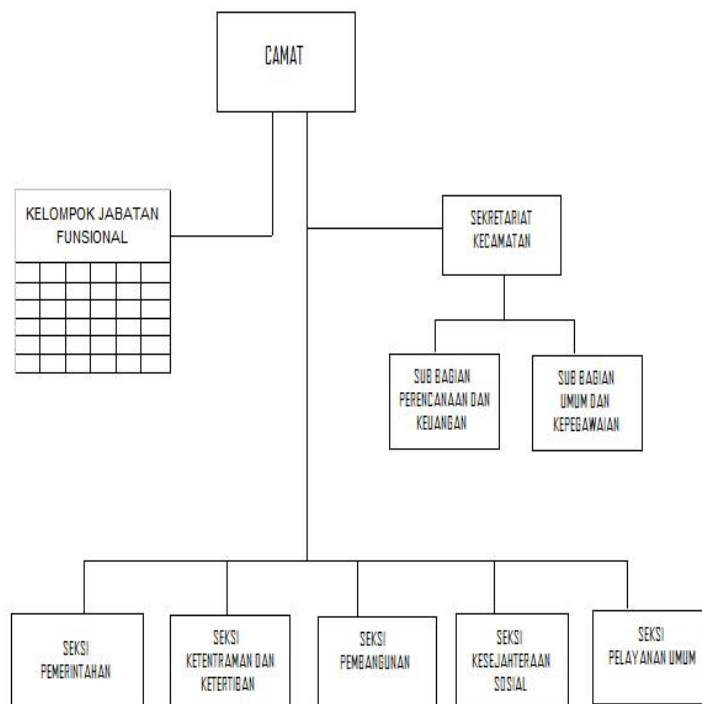 CAMAT
KELOMPOK JABATAN
FUNSIONAL
SEKRETARIAT
KECAMATAN
SUB BAGIAN
PERENCANAAN DAN
KEUANGAN
SUB BAGIAN
UMUM DAN
KEPEGAWAIAN
SEKSI
PEMERINTAHAN
SEKSI
KETENTRAMAN DAN
KETERTIBAN
SEKSI
PEMBANGUNAN
SEKSI
KESEJAHTERAAN
SOSIAL
SEKSI
PELAYANAN UMUM